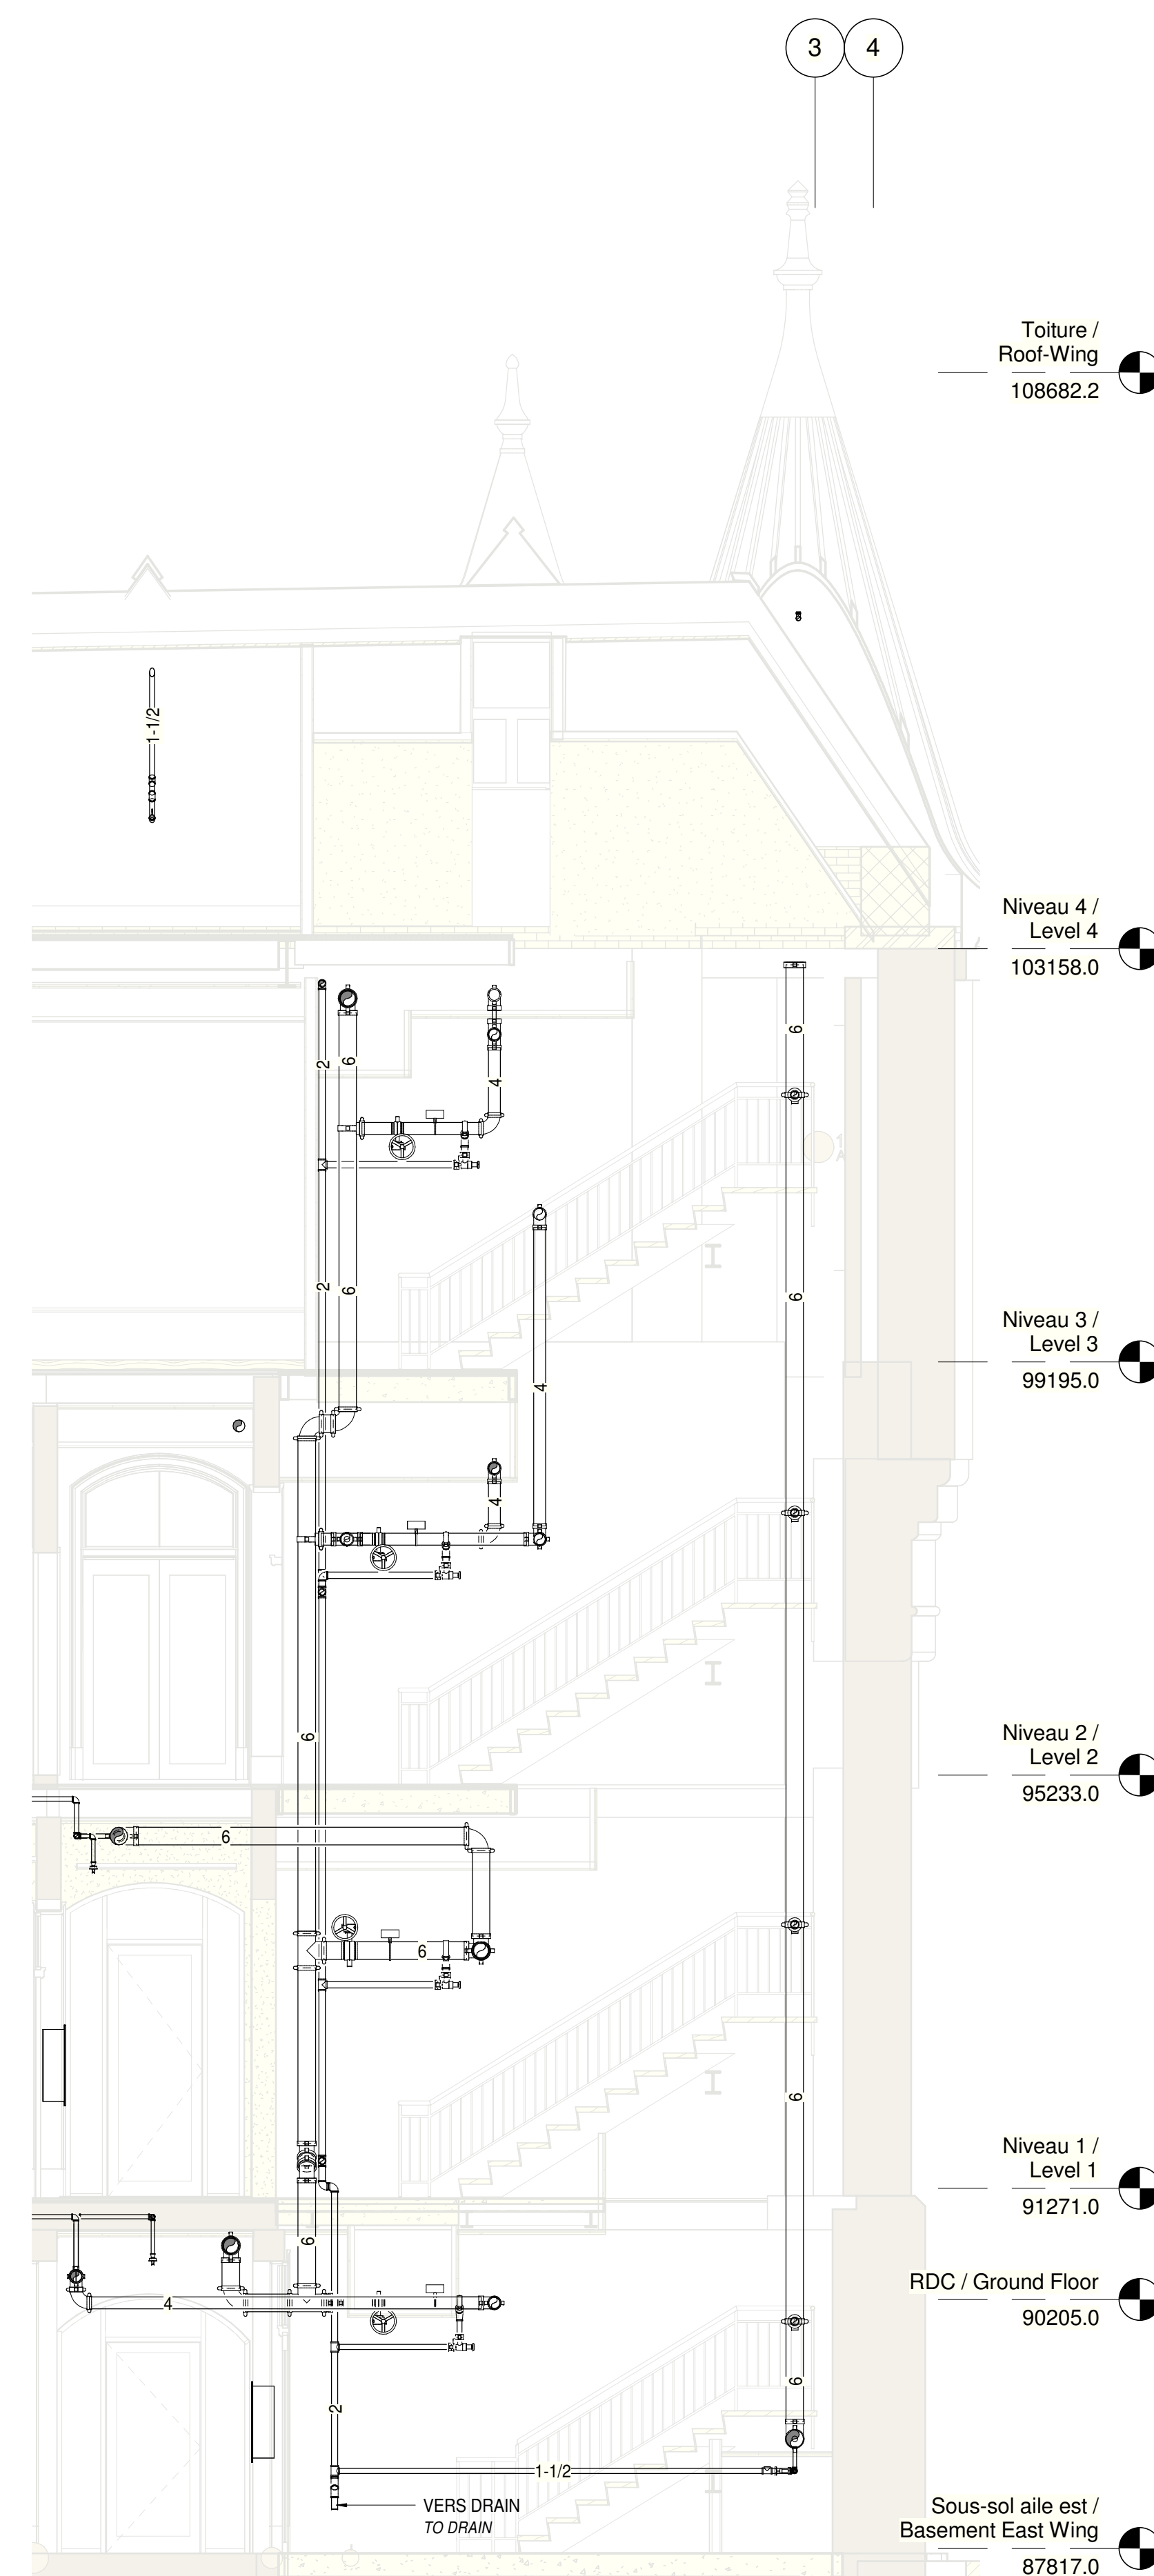 3
4
Toiture /
Roof-Wing
108682.2
1-1/2
Niveau 4 /
Level 4
103158.0
6
2
6
4
6
2
6
4
Niveau 3 /
Level 3
99195.0
4
6
Niveau 2 /
Level 2
95233.0
6
6
6
Niveau 1 /
Level 1
91271.0
6
RDC / Ground Floor
90205.0
4
6
2
1-1/2
VERS DRAIN
TO DRAIN
Sous-sol aile est /
Basement East Wing
87817.0